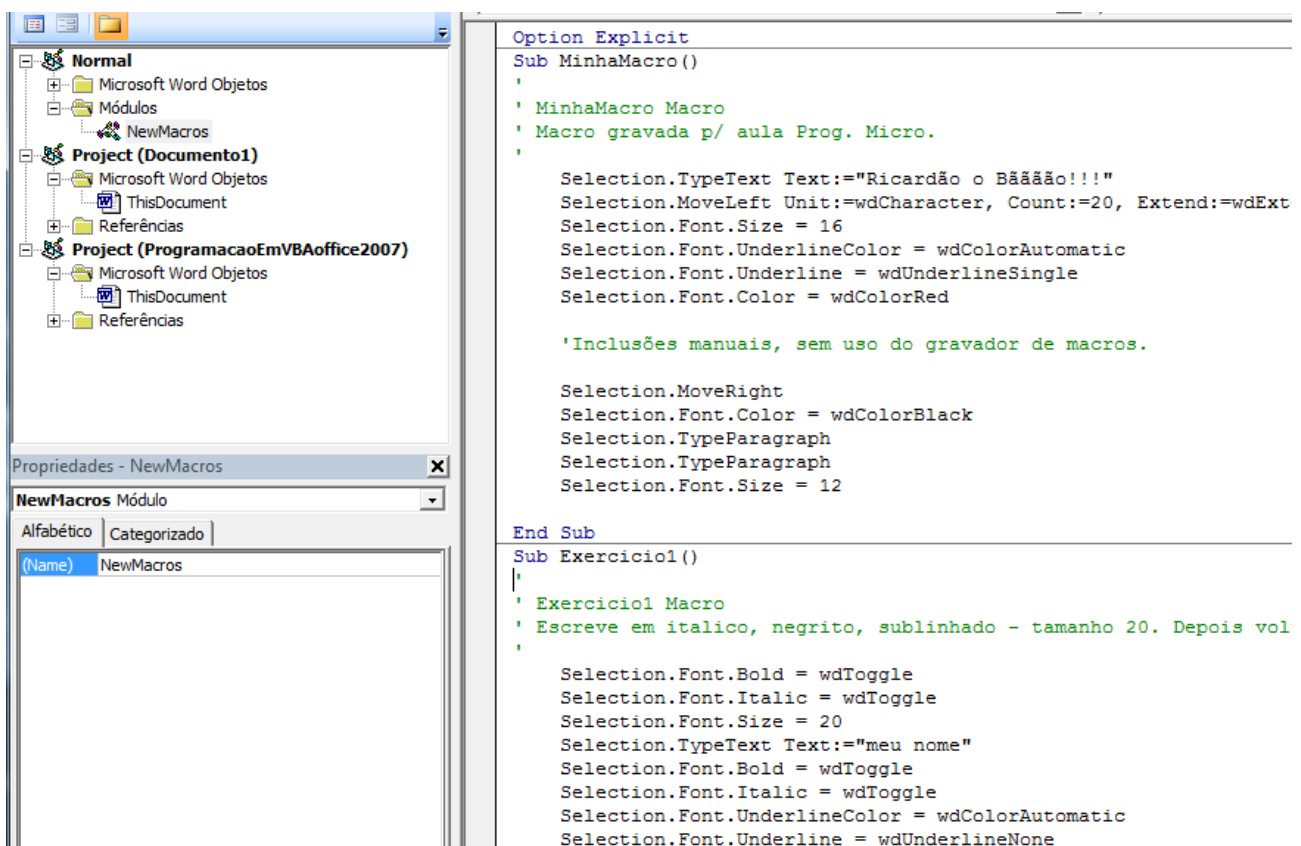 Normal
Microsoft Word Objetos
Módulos
NewMacros
Project (Documento1)
Microsoft Word Objetos
ThisDocument
Referências
Project (ProgramacaoEmVBAoffice2007)
Microsoft Word Objetos
ThisDocument
Referências
Propriedades - NewMacros
NewMacros Módulo
Alfabético Categorizado
(Name) NewMacros
Option Explicit
Sub MinhaMacro()
'
' MinhaMacro Macro
' Macro gravada p/ aula Prog. Micro.
'
Selection.TypeText Text:="Ricardão o Bããããо!!!"
Selection.MoveLeft Unit:=wdCharacter, Count:=20, Extend:=wdExt
Selection.Font.Size = 16
Selection.Font.UnderlineColor = wdColorAutomatic
Selection.Font.Underline = wdUnderlineSingle
Selection.Font.Color = wdColorRed
'Inclusões manuais, sem uso do gravador de macros.
Selection.MoveRight
Selection.Font.Color = wdColorBlack
Selection.TypeParagraph
Selection.TypeParagraph
Selection.Font.Size = 12
End Sub
Sub Exercicio1()
'
' Exercicio1 Macro
' Escreve em italico, negrito, sublinhado - tamanho 20. Depois vol
'
Selection.Font.Bold = wdToggle
Selection.Font.Italic = wdToggle
Selection.Font.Size = 20
Selection.TypeText Text:="meu nome"
Selection.Font.Bold = wdToggle
Selection.Font.Italic = wdToggle
Selection.Font.UnderlineColor = wdColorAutomatic
Selection.Font.Underline = wdUnderlineNone